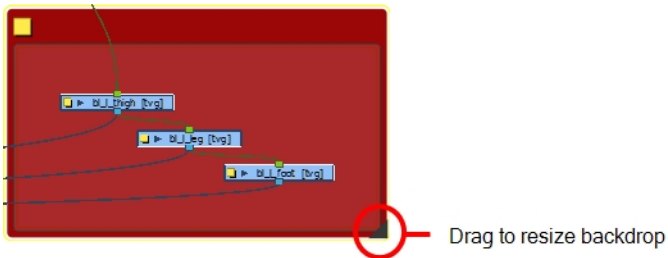 bl_l_thigh [tvg]
bl_l_leg [tvg]
bl_l_foot [tvg]
Drag to resize backdrop